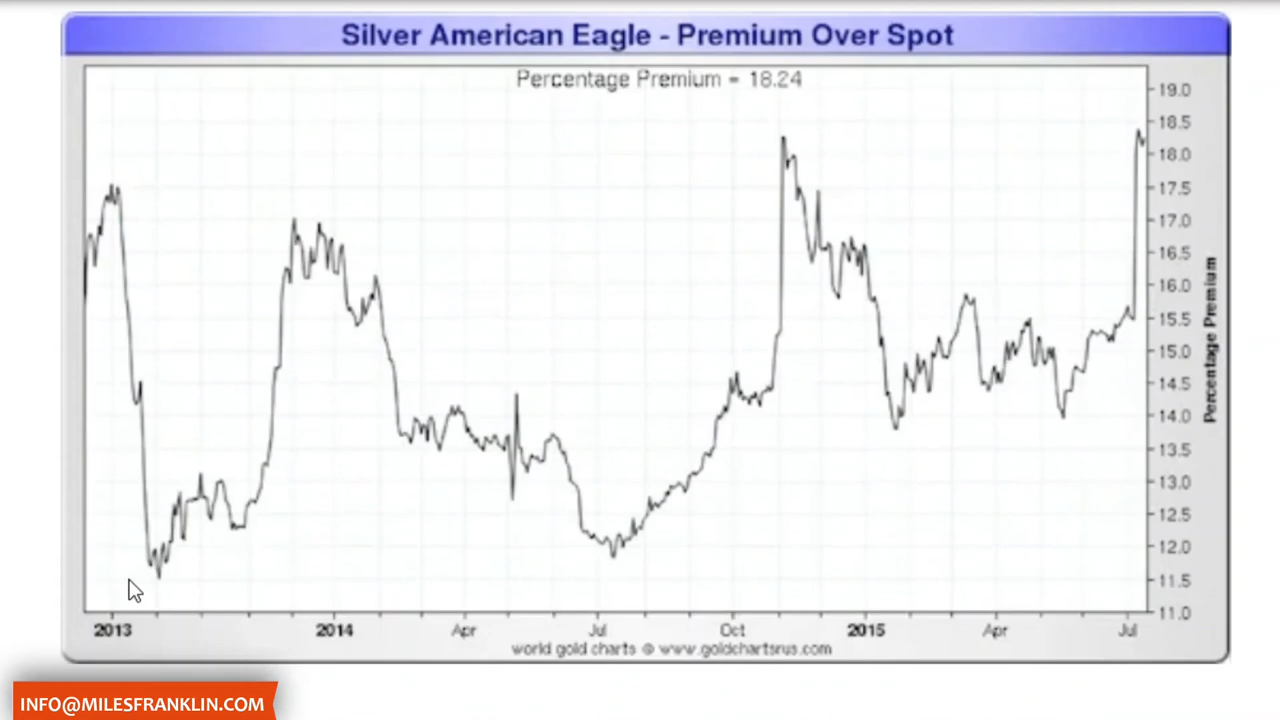 Silver American Eagle - Premium Over Spot
Percentage Premium = 18.24
19.0
18.5
18.0
17.5
17.0
16.5
16.0
15.5
15.0
14.5
14.0
13.5
13.0
12.5
12.0
11.5
11.0
Percentage Premium
2013 2014 Apr Jul Oct 2015 Apr Jul
world gold charts © www.goldchartsrus.com
INFO@MILESFRANKLIN.COM